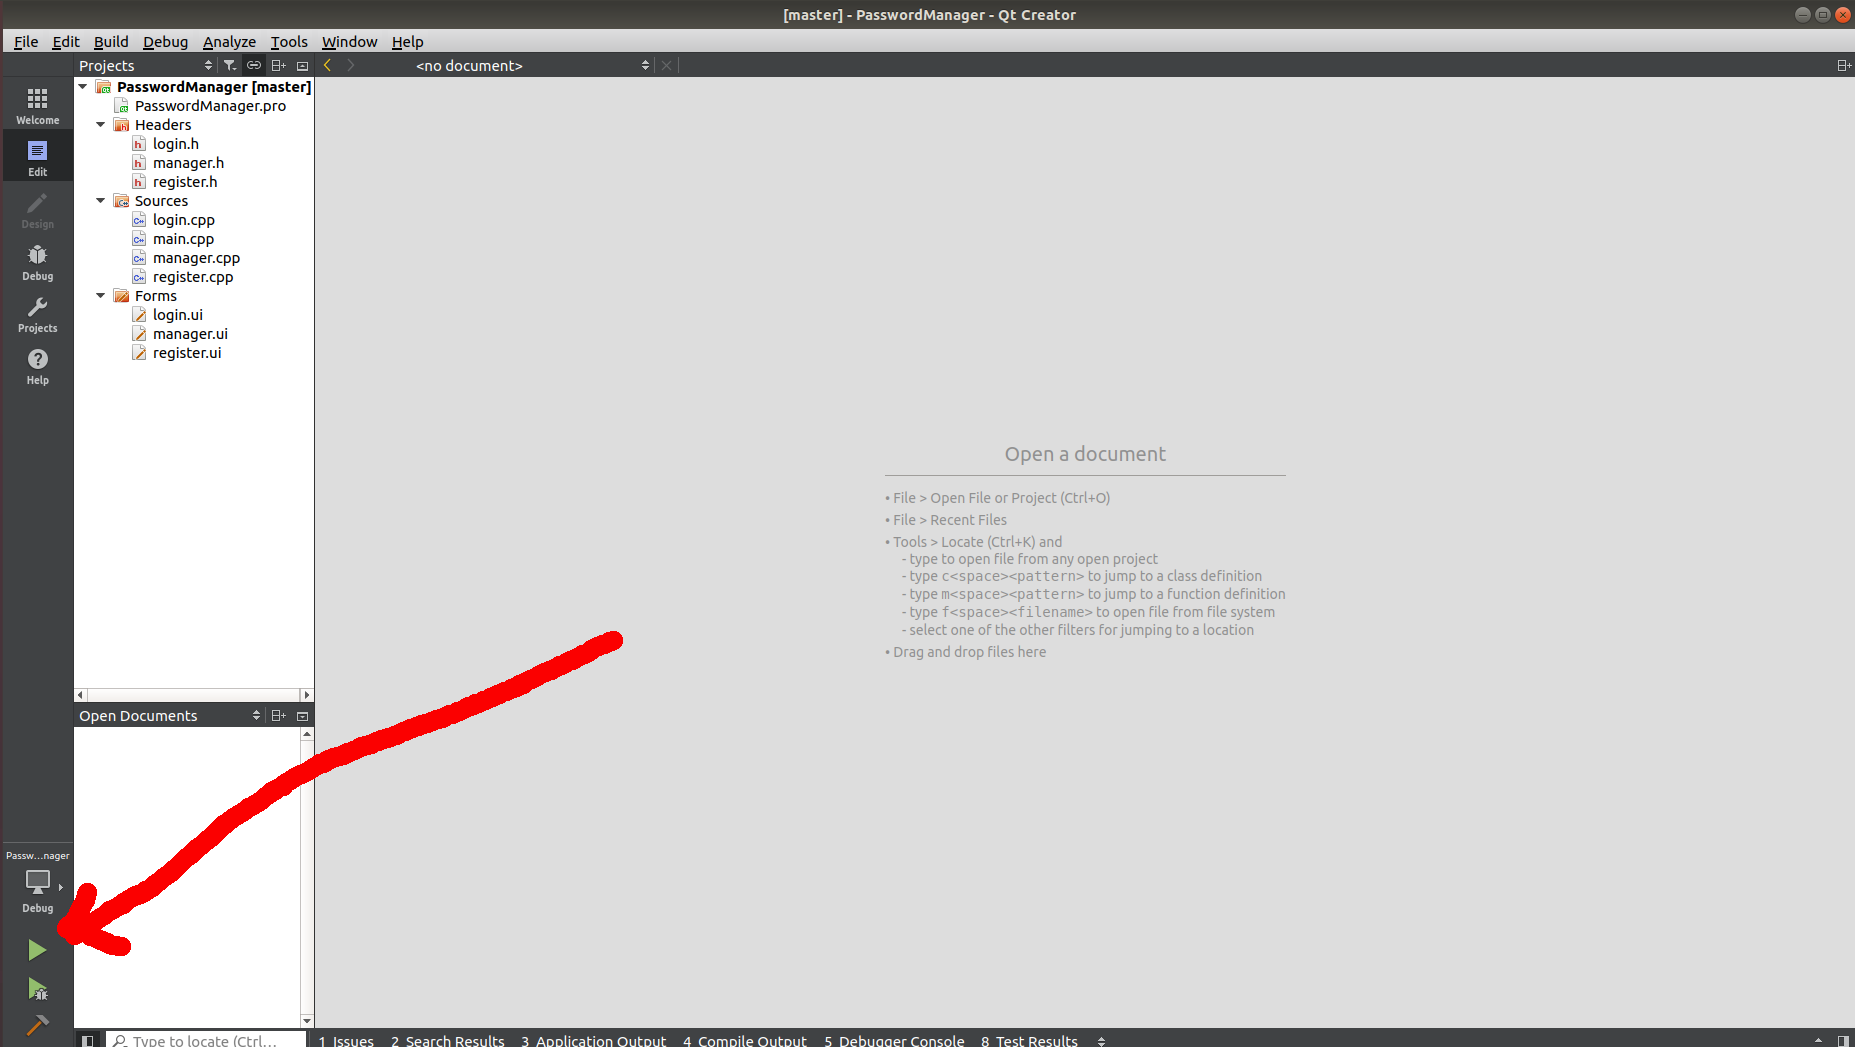 [master] - PasswordManager - Qt Creator
File Edit Build Debug Analyze Tools Window Help
Projects
<no document>
Welcome
Edit
Design
Debug
Projects
Help
PasswordManager [master]
PasswordManager.pro
Headers
login.h
manager.h
register.h
Sources
login.cpp
main.cpp
manager.cpp
register.cpp
Forms
login.ui
manager.ui
register.ui
Open a document
• File > Open File or Project (Ctrl+O)
• File > Recent Files
• Tools > Locate (Ctrl+K) and
- type to open file from any open project
- type c<space><pattern> to jump to a class definition
- type m<space><pattern> to jump to a function definition
- type f<space><filename> to open file from file system
- select one of the other filters for jumping to a location
• Drag and drop files here
Open Documents
Passw...nager
Debug
Type to locate (Ctrl...
1 Issues 2 Search Results 3 Application Output 4 Compile Output 5 Debugger Console 8 Test Results